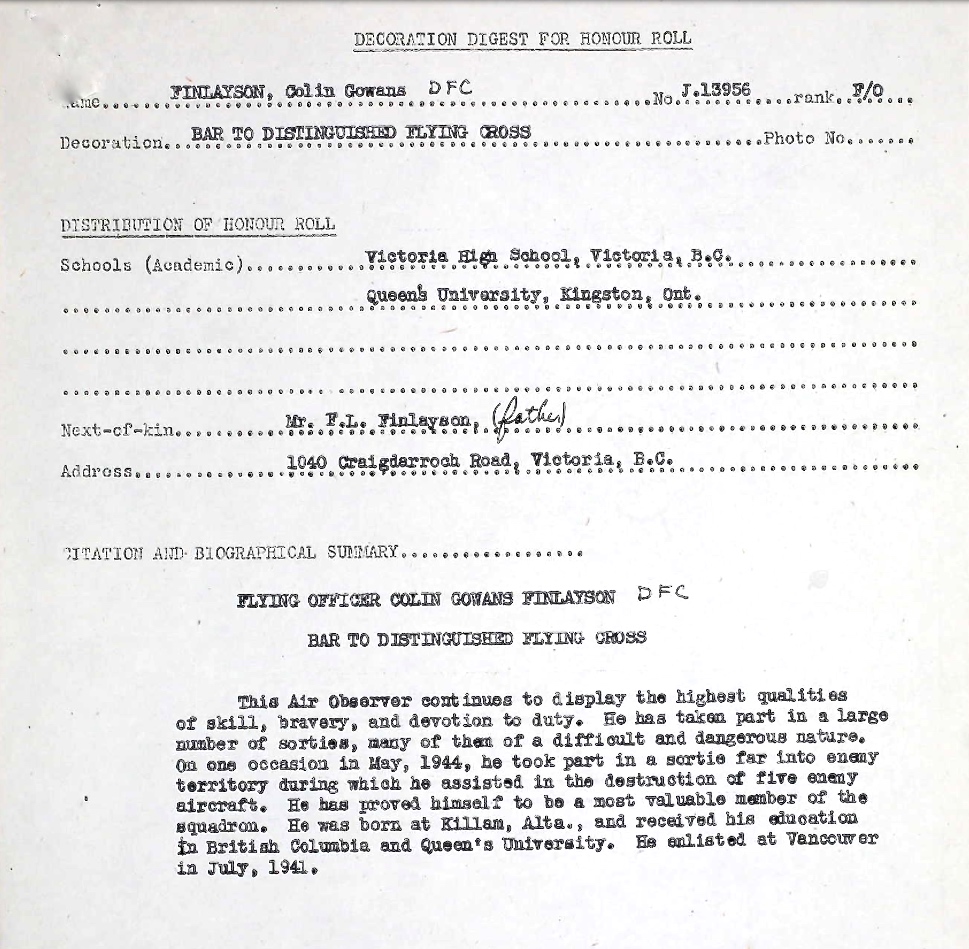 DECORATION DIGEST FOR HONOUR ROLL
FINLAYSON, Colin Gowans DFC No. J.13956 rank F/O
Decoration BAR TO DISTINGUISHED FLYING CROSS Photo No.
DISTRIBUTION OF HONOUR ROLL
Schools (Academic) Victoria High School, Victoria, B.C.
Queen's University, Kingston, Ont.
Next-of-kin Mr. F.L. Finlayson, (father)
Address 1040 Craigdarroch Road, Victoria, B.C.
CITATION AND BIOGRAPHICAL SUMMARY
FLYING OFFICER COLIN GOWANS FINLAYSON DFC
BAR TO DISTINGUISHED FLYING CROSS
This Air Observer continues to display the highest qualities
of skill, bravery, and devotion to duty. He has taken part in a large
number of sorties, many of them of a difficult and dangerous nature.
On one occasion in May, 1944, he took part in a sortie far into enemy
territory during which he assisted in the destruction of five enemy
aircraft. He has proved himself to be a most valuable member of the
squadron. He was born at Killam, Alta., and received his education
in British Columbia and Queen's University. He enlisted at Vancouver
in July, 1941.